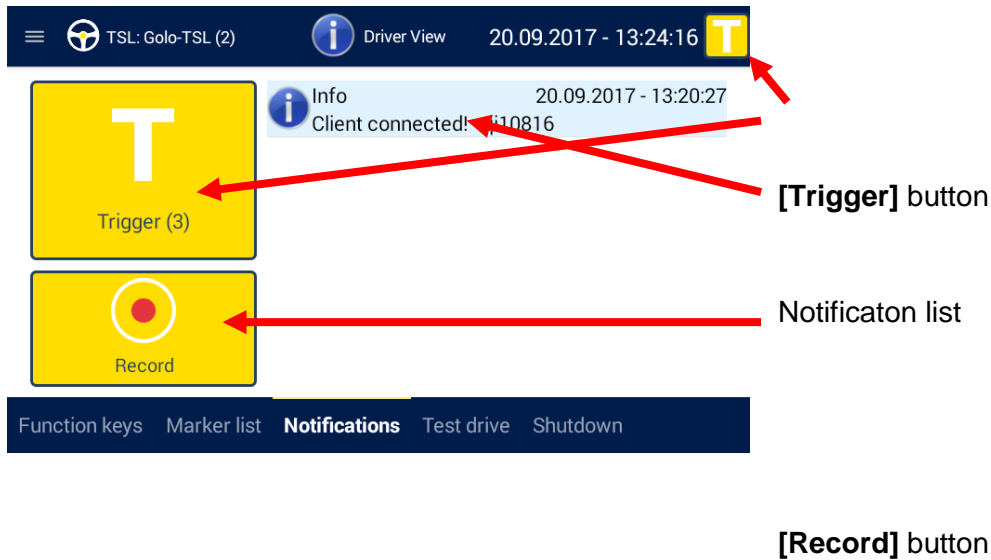 TSL: Golo-TSL (2)
Driver View
20.09.2017 - 13:24:16
T
Info
20.09.2017 - 13:20:27
Client connected!
T
Trigger (3)
[Trigger] button
Notificaton list
Record
Function keys Marker list Notifications Test drive Shutdown
[Record] button